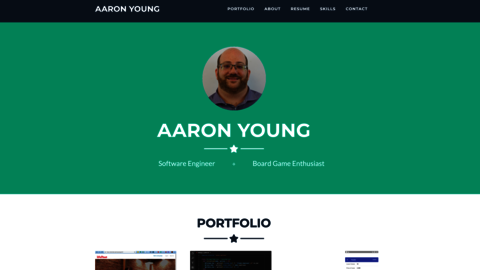 AARON YOUNG
PORTFOLIO ABOUT RESUME SKILLS CONTACT
AARON YOUNG
Software Engineer - Board Game Enthusiast
PORTFOLIO